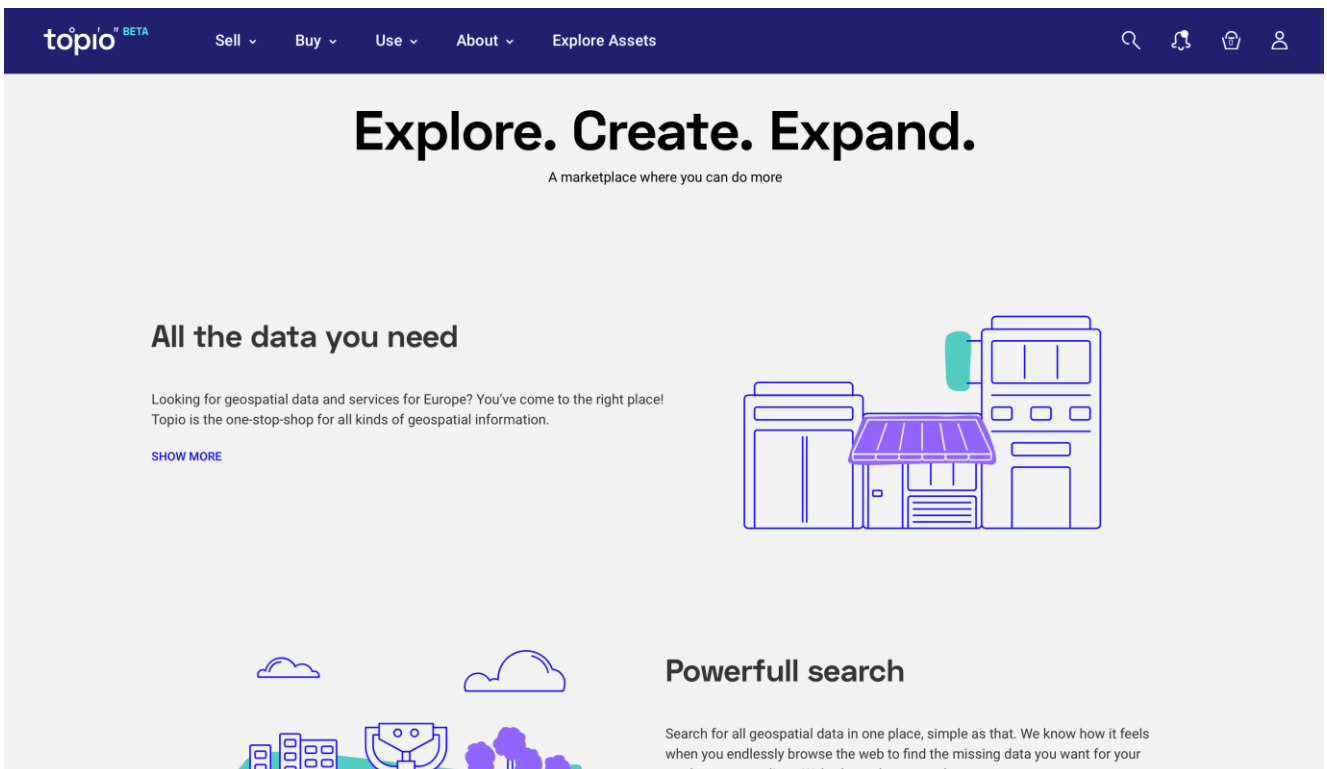 topio" BETA
Sell
Buy
Use
About
Explore Assets
0
Explore. Create. Expand.
A marketplace where you can do more
All the data you need
Looking for geospatial data and services for Europe? You've come to the right place!
Topio is the one-stop-shop for all kinds of geospatial information.
SHOW MORE
Powerfull search
Search for all geospatial data in one place, simple as that. We know how it feels
when you endlessly browse the web to find the missing data you want for your